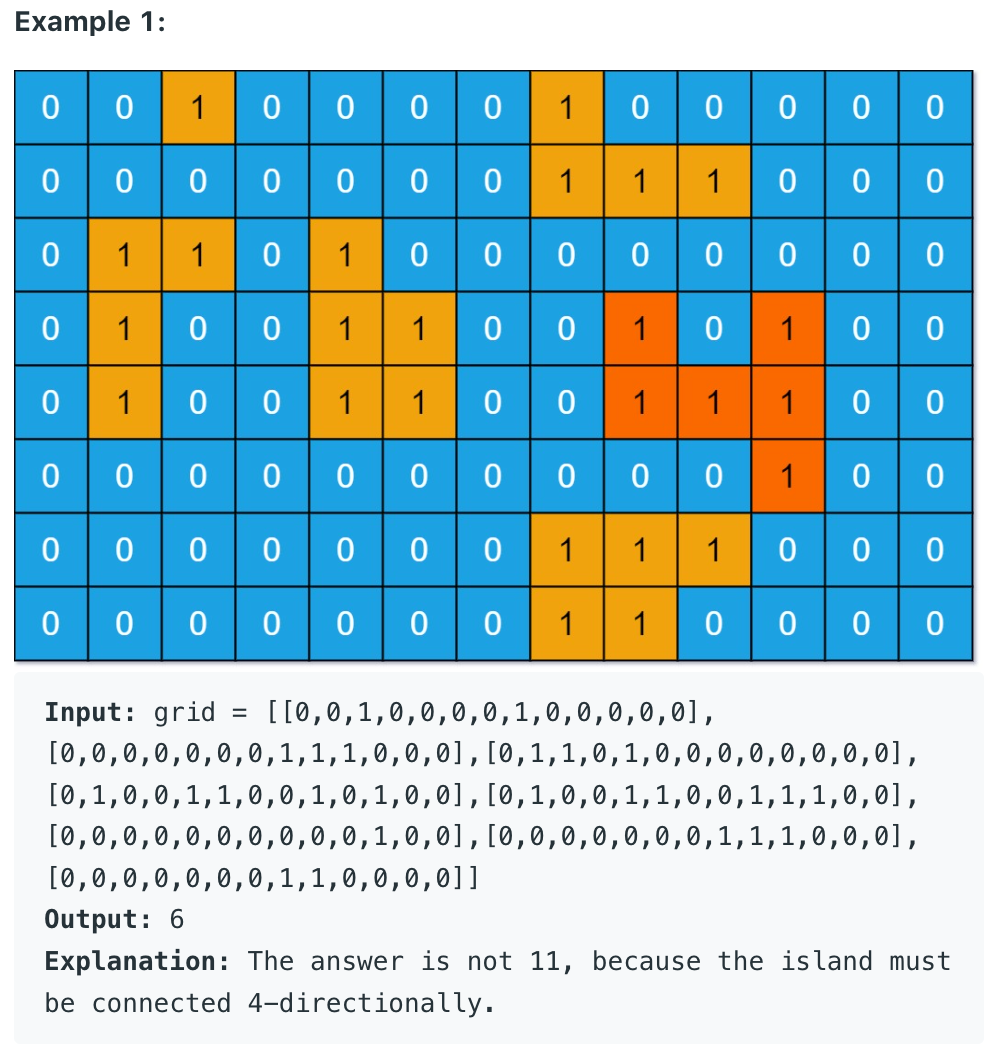 Example 1:
0 0 1 0 0 0 0 1 0 0 0 0 0
0 0 0 0 0 0 0 1 1 1 0 0 0
0 1 1 0 1 0 0 0 0 0 0 0 0
0 1 0 0 1 1 0 0 1 0 1 0 0
0 1 0 0 1 1 0 0 1 1 1 0 0
0 0 0 0 0 0 0 0 0 0 1 0 0
0 0 0 0 0 0 0 1 1 1 0 0 0
0 0 0 0 0 0 0 1 1 0 0 0 0
Input: grid = [[0,0,1,0,0,0,0,1,0,0,0,0,0],
[0,0,0,0,0,0,0,1,1,1,0,0,0],[0,1,1,0,1,0,0,0,0,0,0,0,0],
[0,1,0,0,1,1,0,0,1,0,1,0,0],[0,1,0,0,1,1,0,0,1,1,1,0,0],
[0,0,0,0,0,0,0,0,0,0,1,0,0],[0,0,0,0,0,0,0,1,1,1,0,0,0],
[0,0,0,0,0,0,0,1,1,0,0,0,0]]
Output: 6
Explanation: The answer is not 11, because the island must
be connected 4-directionally.